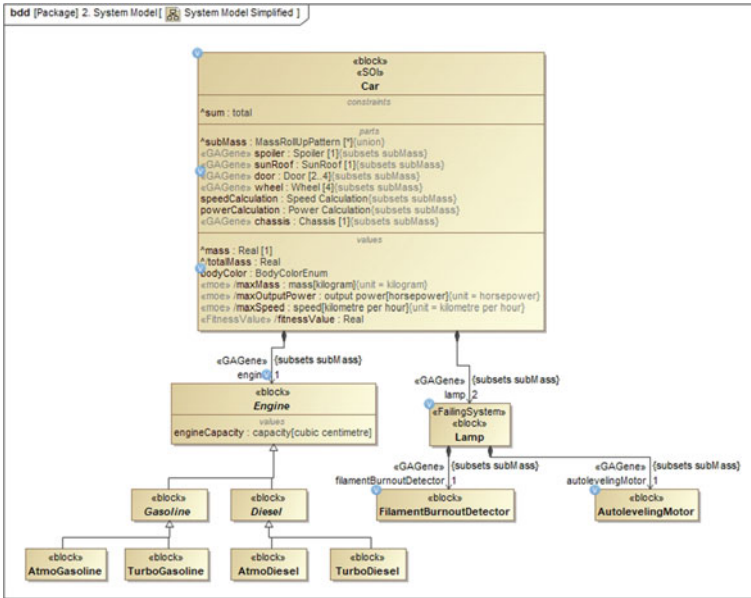 bdd [Package] 2. System Model [ System Model Simplified ]
«block»
«SOI»
Car
constraints
^sum : total
parts
^subMass : MassRollUpPattern [*]{union}
«GAGene» spoiler : Spoiler [1]{subsets subMass}
«GAGene» sunRoof : SunRoof [1]{subsets subMass}
«GAGene» door : Door [2..4]{subsets subMass}
«GAGene» wheel : Wheel [4]{subsets subMass}
speedCalculation : Speed Calculation{subsets subMass}
powerCalculation : Power Calculation{subsets subMass}
«GAGene» chassis : Chassis [1]{subsets subMass}
values
^mass : Real [1]
^/totalMass : Real
bodyColor : BodyColorEnum
«moe» /maxMass : mass[kilogram]{unit = kilogram}
«moe» /maxOutputPower : output power[horsepower]{unit = horsepower}
«moe» /maxSpeed : speed[kilometre per hour]{unit = kilometre per hour}
«FitnessValue» /fitnessValue : Real
«GAGene» {subsets subMass}
engin 1
«GAGene» {subsets subMass}
lamp 2
«block»
Engine
values
engineCapacity : capacity[cubic centimetre]
«FailingSystem»
«block»
Lamp
«GAGene» {subsets subMass}
filamentBurnoutDetector 1
«GAGene» {subsets subMass}
autolevelingMotor 1
«block»
Gasoline
«block»
Diesel
«block»
FilamentBurnoutDetector
«block»
AutolevelingMotor
«block»
AtmoGasoline
«block»
TurboGasoline
«block»
AtmoDiesel
«block»
TurboDiesel